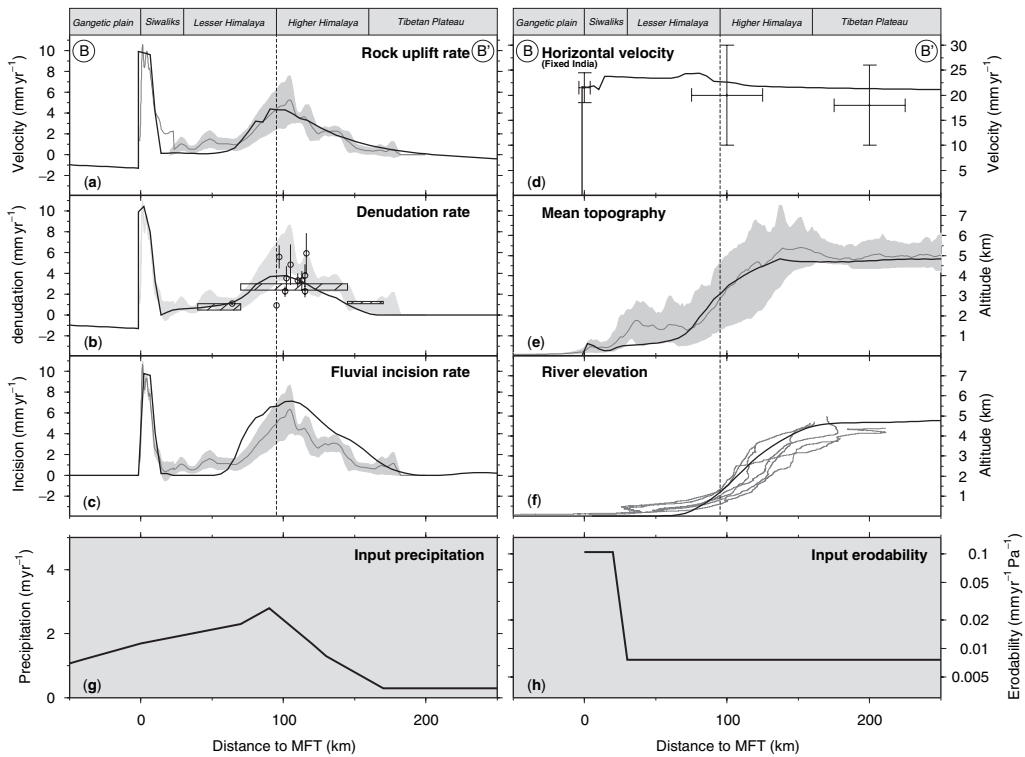 Gangetic plain Siwaliks Lesser Himalaya Higher Himalaya Tibetan Plateau
Gangetic plain Siwaliks Lesser Himalaya Higher Himalaya Tibetan Plateau
B Rock uplift rate B'
10
8
6
4
2
0
−2
Velocity (mm yr−1)
(a)
B Horizontal velocity B'
(Fixed India)
30
25
20
15
10
5
Velocity (mm yr−1)
(d)
Denudation rate
10
8
6
4
2
0
−2
denudation (mm yr−1)
(b)
Mean topography
7
6
5
4
3
2
1
Altitude (km)
(e)
Fluvial incision rate
10
8
6
4
2
0
−2
Incision (mm yr−1)
(c)
River elevation
7
6
5
4
3
2
1
Altitude (km)
(f)
Input precipitation
4
2
0
Precipitation (m yr−1)
(g)
0 100 200
Distance to MFT (km)
Input erodability
0.1
0.05
0.02
0.01
0.005
Erodability (mm yr−1 Pa−1)
(h)
0 100 200
Distance to MFT (km)